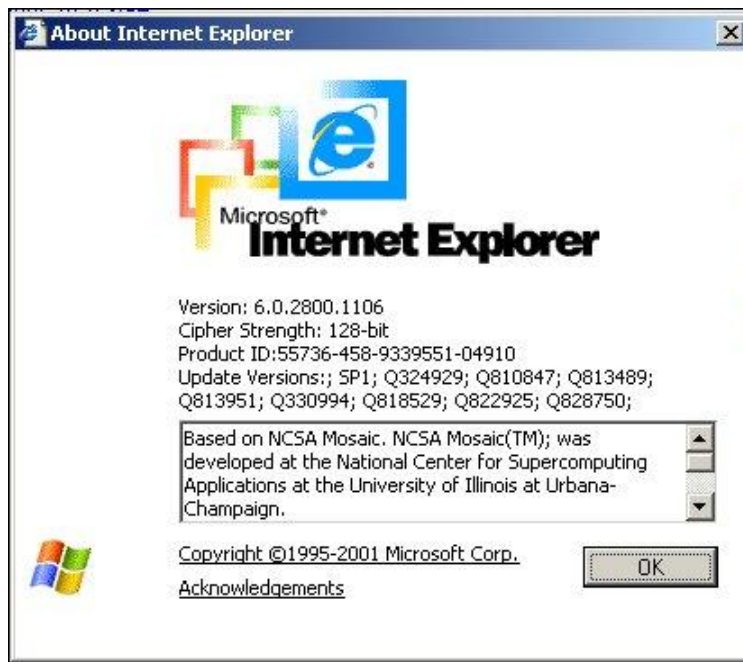 About Internet Explorer
Microsoft®
Internet Explorer
Version: 6.0.2800.1106
Cipher Strength: 128-bit
Product ID:55736-458-9339551-04910
Update Versions:; SP1; Q324929; Q810847; Q813489;
Q813951; Q330994; Q818529; Q822925; Q828750;
Based on NCSA Mosaic. NCSA Mosaic(TM); was
developed at the National Center for Supercomputing
Applications at the University of Illinois at Urbana-
Champaign.
Copyright ©1995-2001 Microsoft Corp.
OK
Acknowledgements